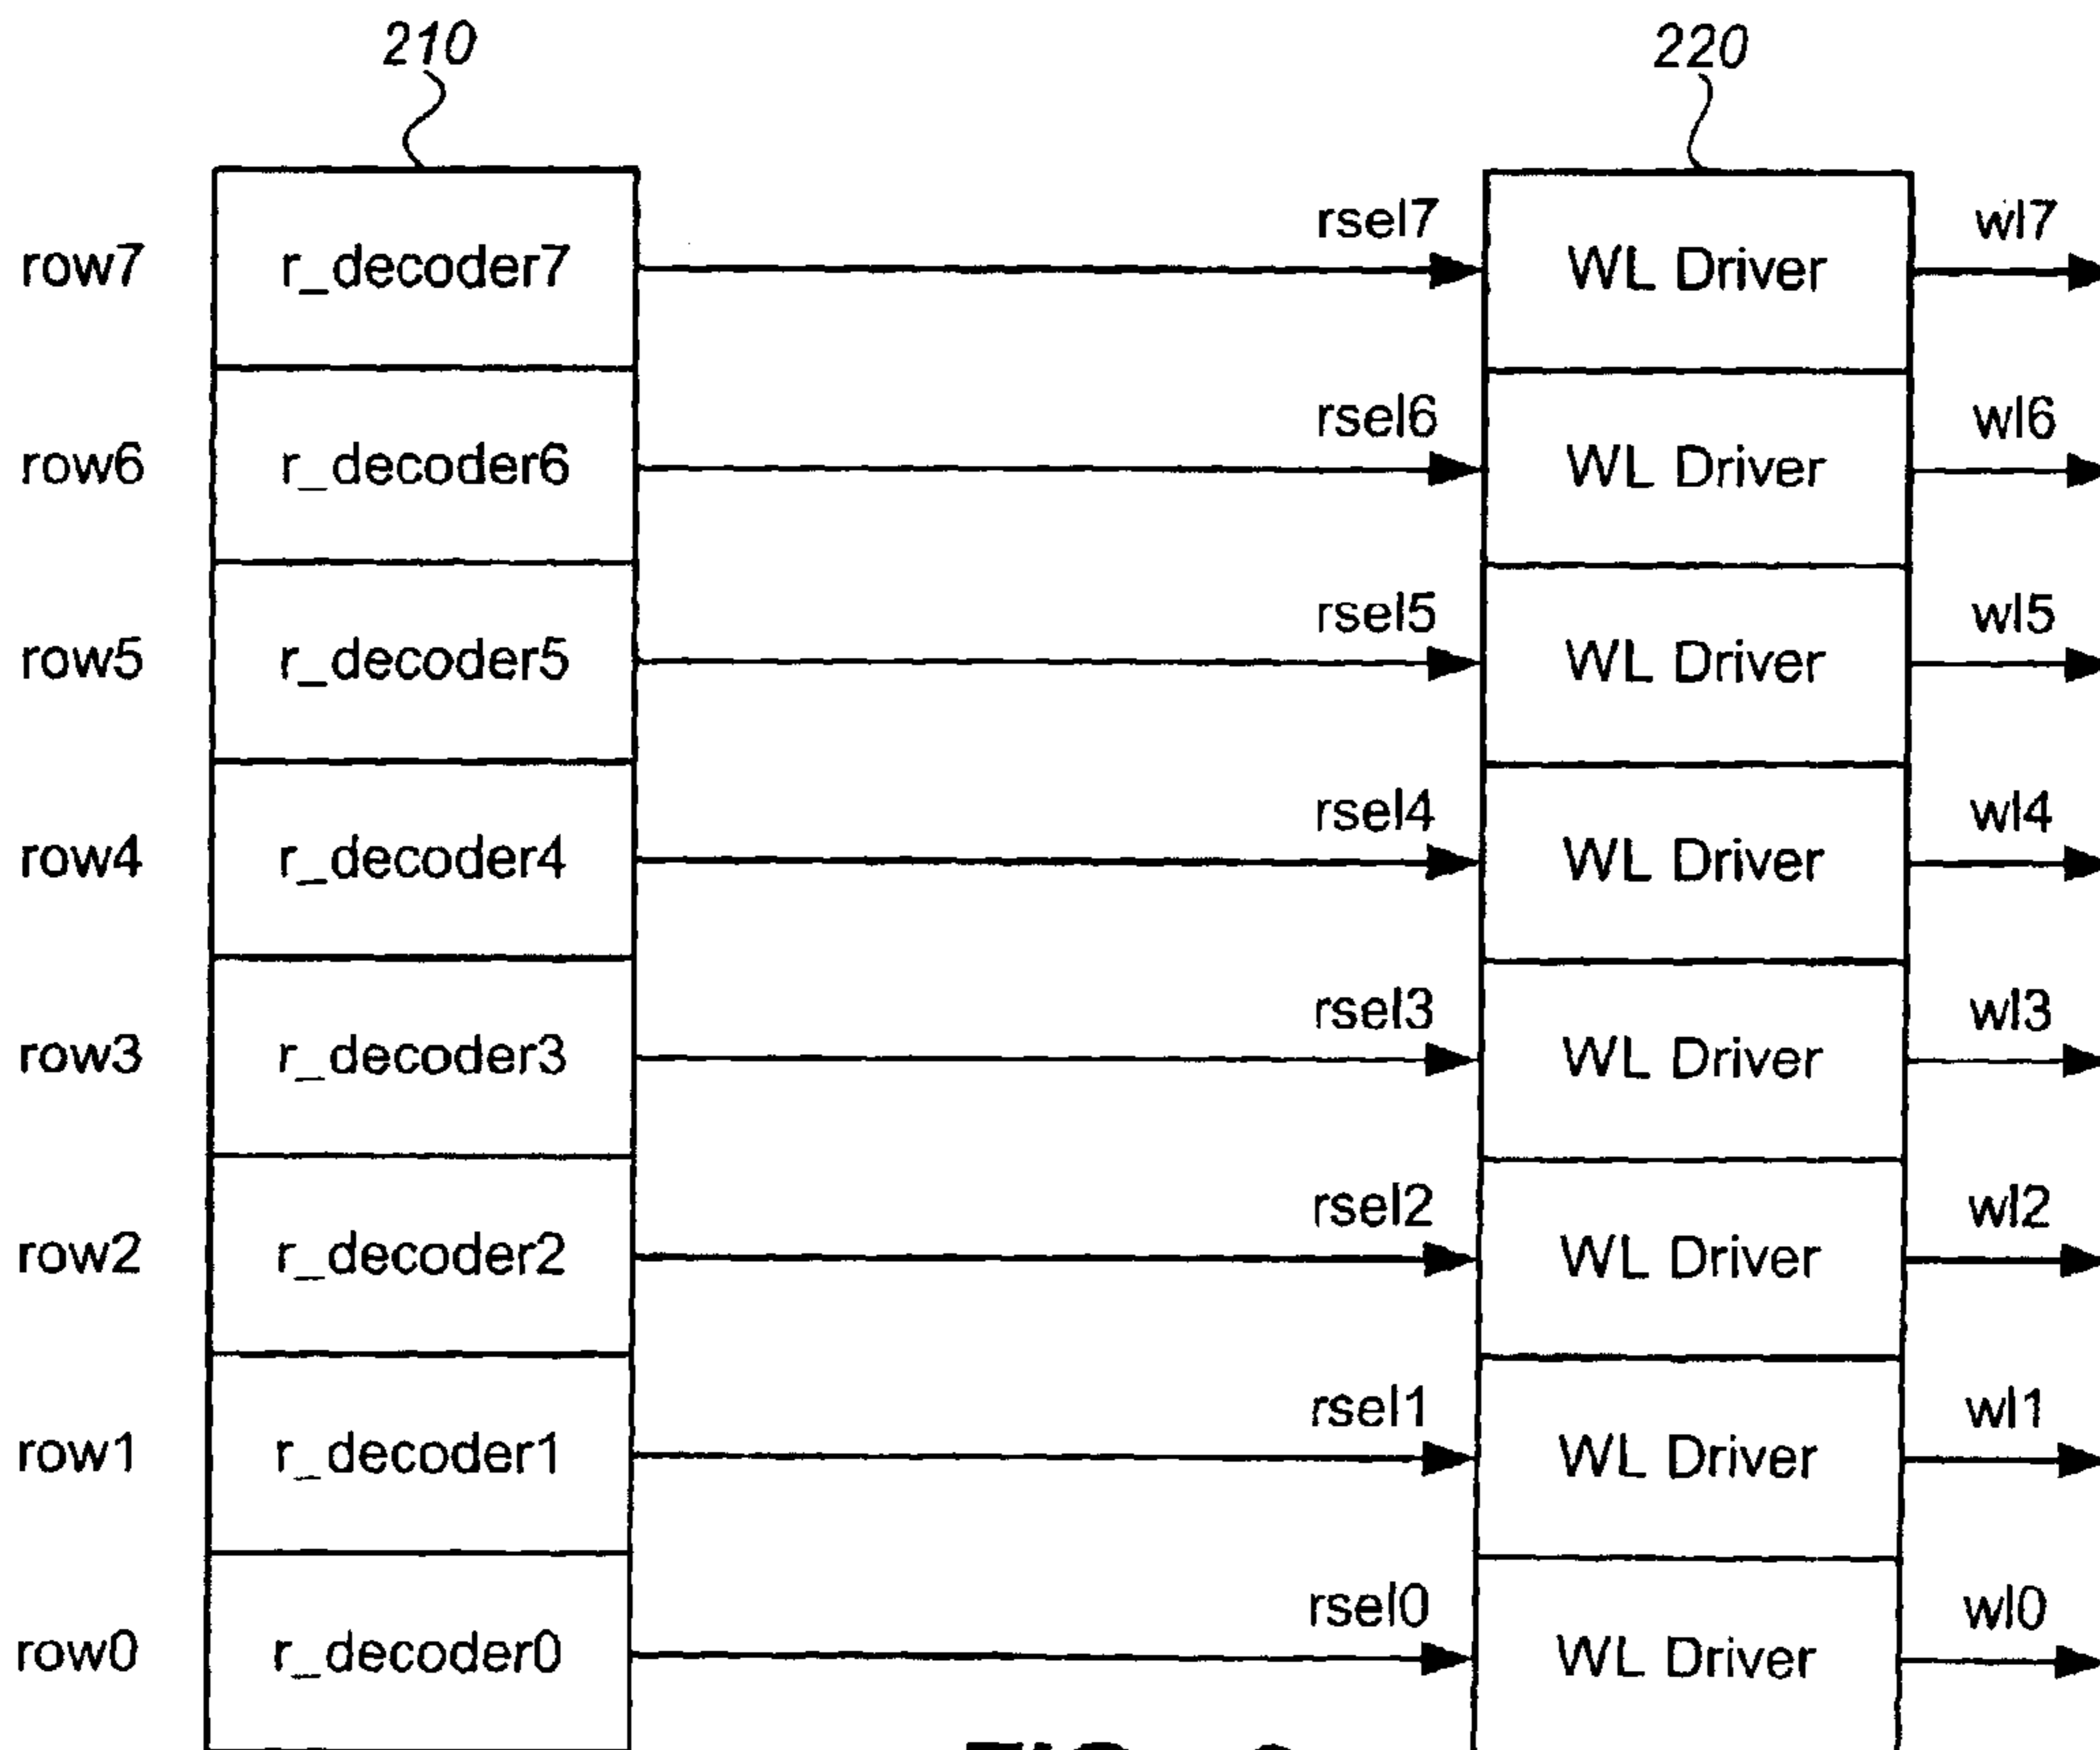 210 220
rsel7 wl7
row7 r_decoder7 WL Driver
rsel6 wl6
row6 r_decoder6 WL Driver
rsel5 wl5
row5 r_decoder5 WL Driver
rsel4 wl4
row4 r_decoder4 WL Driver
rsel3 wl3
row3 r_decoder3 WL Driver
rsel2 wl2
row2 r_decoder2 WL Driver
rsel1 wl1
row1 r_decoder1 WL Driver
rsel0 wl0
row0 r_decoder0 WL Driver